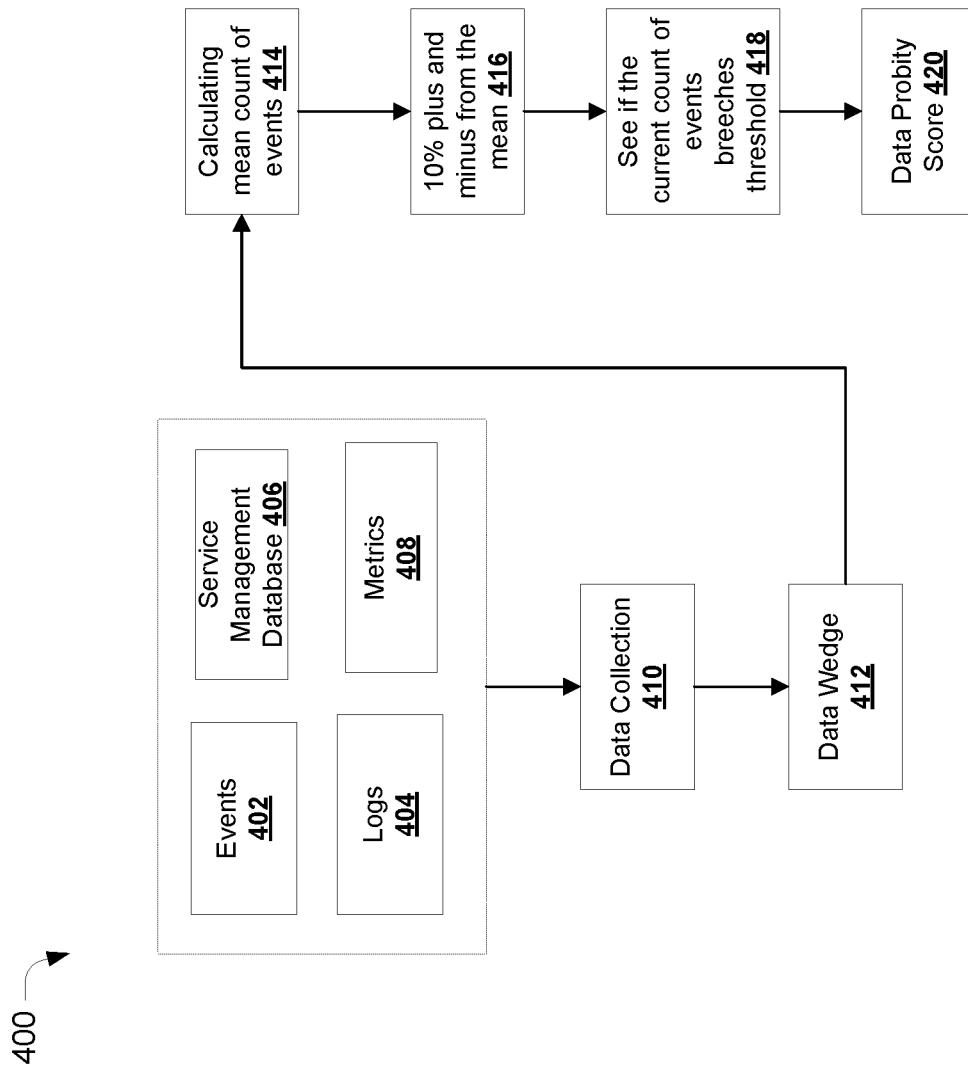 400
Events
402
Service
Management
Database 406
Logs
404
Metrics
408
Data Collection
410
Data Wedge
412
Calculating
mean count of
events 414
10% plus and
minus from the
mean 416
See if the
current count of
events
breeches
threshold 418
Data Probity
Score 420